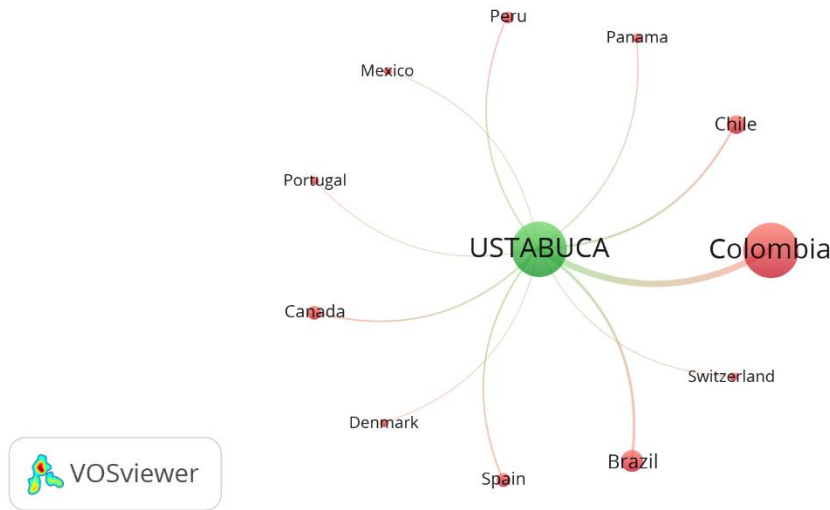 Peru
Panama
Mexico
Chile
Portugal
USTABUCA
Colombia
Canada
Switzerland
Denmark
Brazil
Spain
VOSviewer